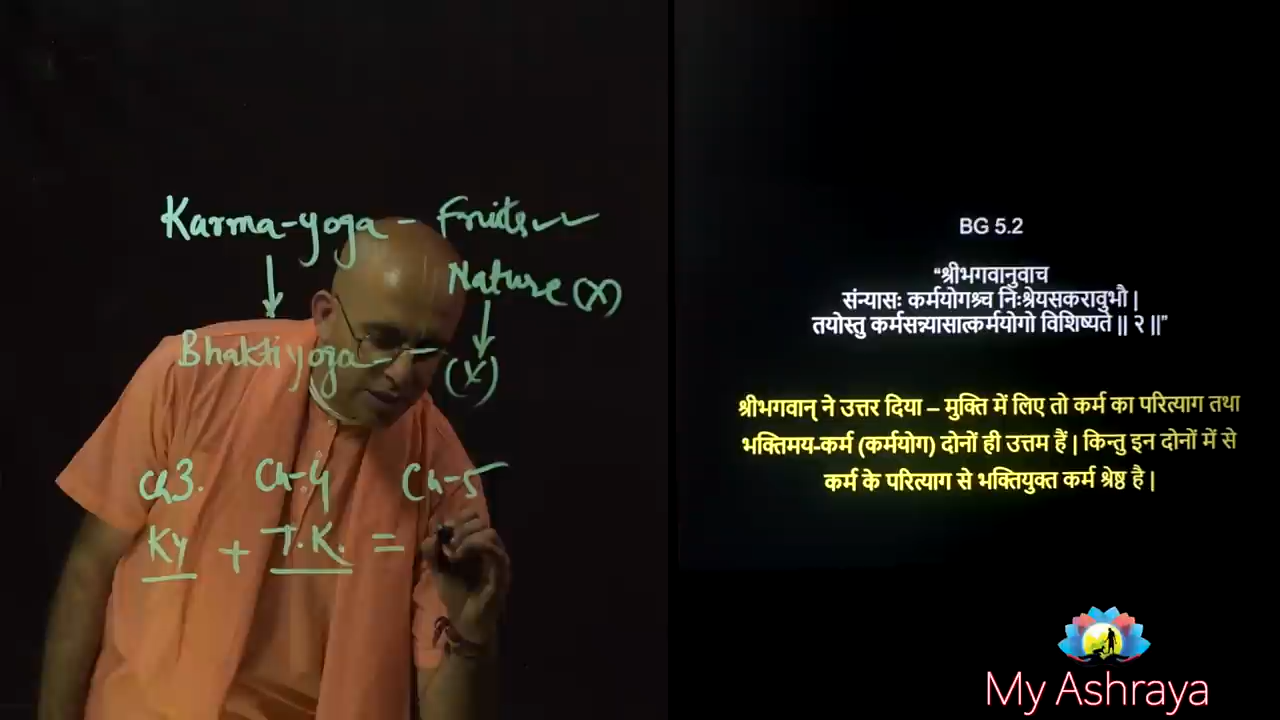 Karma-yoga - Fruits
Nature (X)
Bhakti yoga - - (X)
Ch3. Ch-4 Ch-5
KY + T.K. =
BG 5.2
"श्रीभगवानुवाच
संन्यासः कर्मयोगश्र्च निःश्रेयसकरावुभौ |
तयोस्तु कर्मसन्न्यासात्कर्मयोगो विशिष्यते || २ ||"
श्रीभगवान् ने उत्तर दिया – मुक्ति में लिए तो कर्म का परित्याग तथा
भक्तिमय-कर्म (कर्मयोग) दोनों ही उत्तम हैं | किन्तु इन दोनों में से
कर्म के परित्याग से भक्तियुक्त कर्म श्रेष्ठ है |
My Ashraya